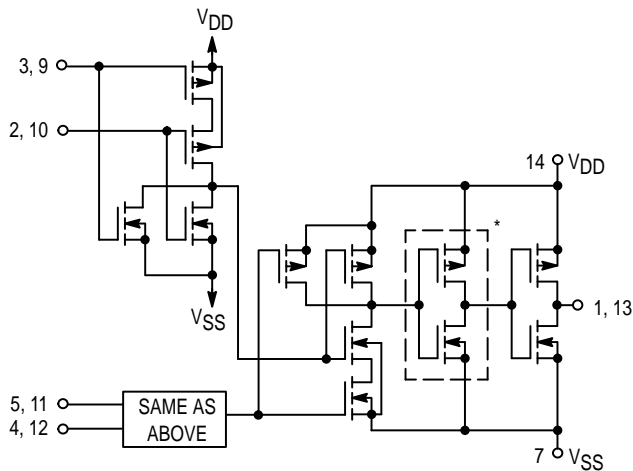 VDD
3, 9
2, 10
14 VDD
*
1, 13
VSS
5, 11
4, 12
SAME AS
ABOVE
7 VSS